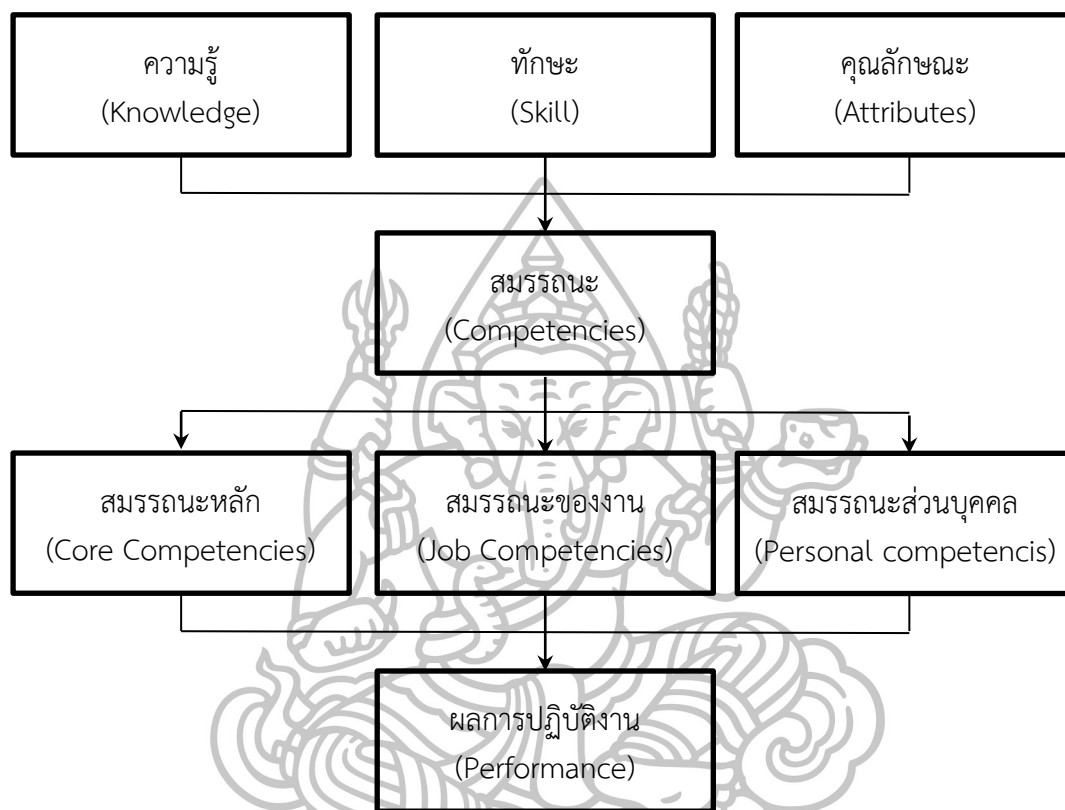 ความรู้
(Knowledge)
ทักษะ
(Skill)
คุณลักษณะ
(Attributes)
สมรรถนะ
(Competencies)
สมรรถนะหลัก
(Core Competencies)
สมรรถนะของงาน
(Job Competencies)
สมรรถนะส่วนบุคคล
(Personal competencis)
ผลการปฏิบัติงาน
(Performance)